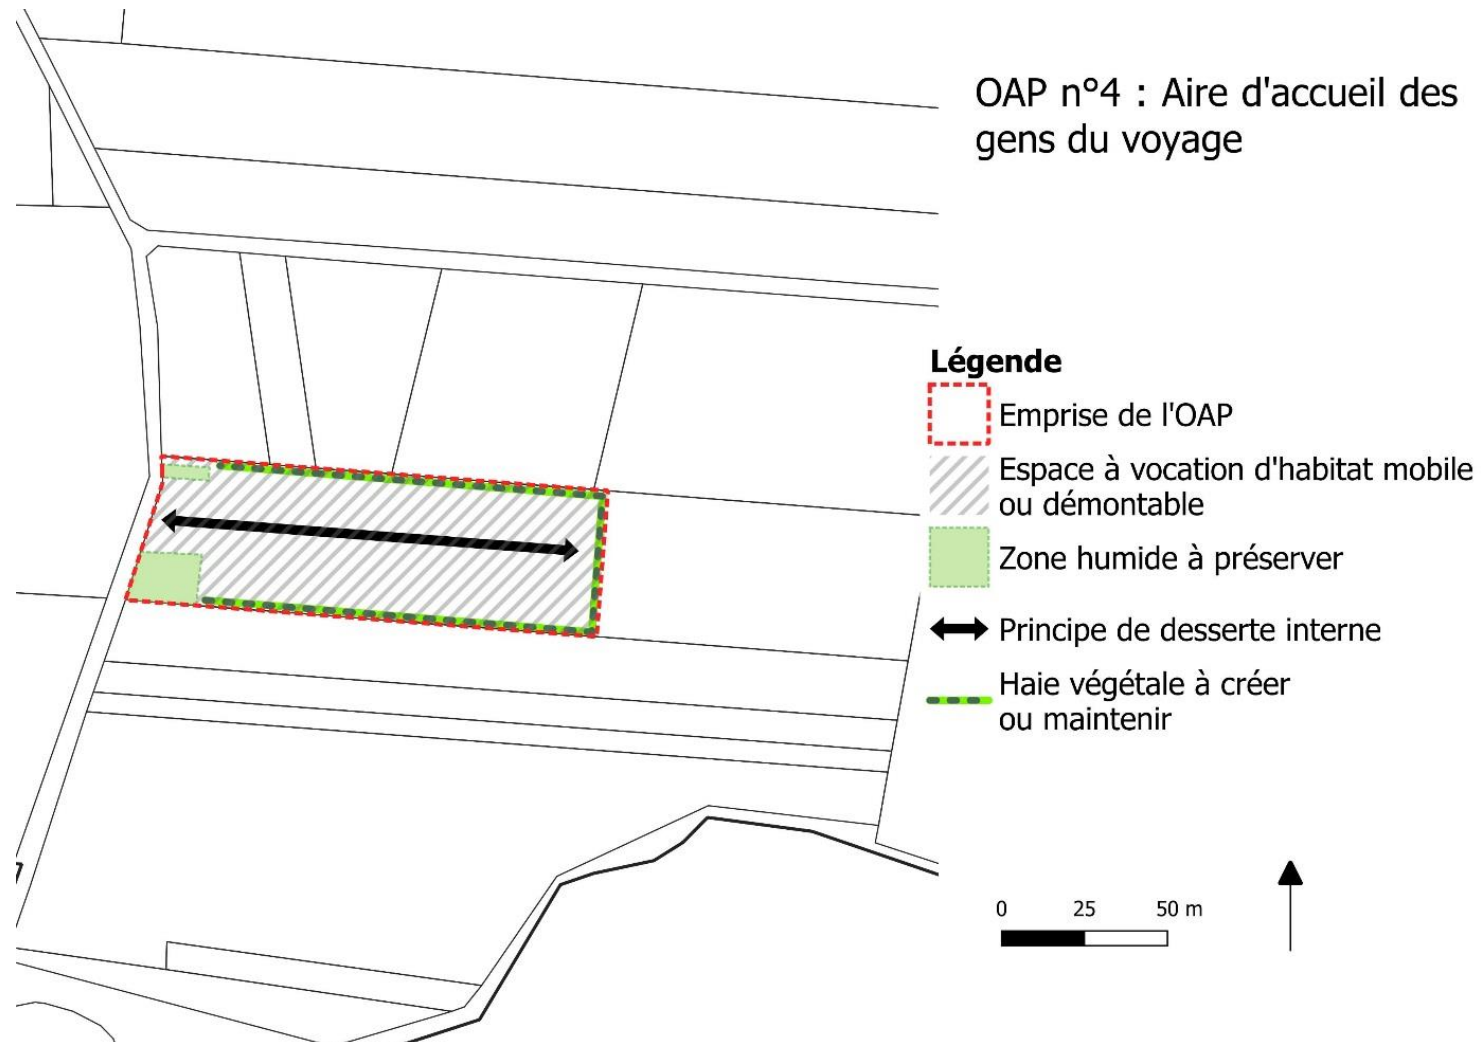 OAP n°4 : Aire d'accueil des
gens du voyage
Légende
Emprise de l'OAP
Espace à vocation d'habitat mobile
ou démontable
Zone humide à préserver
Principe de desserte interne
Haie végétale à créer
ou maintenir
0 25 50 m